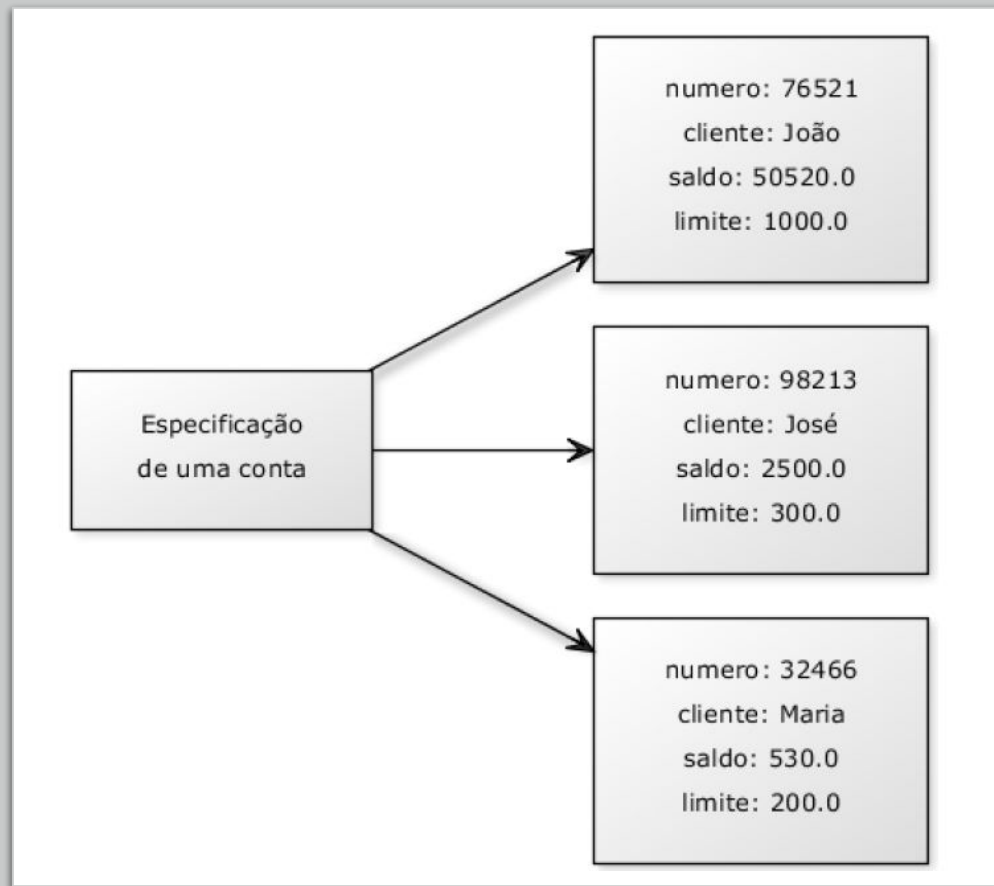 numero: 76521
cliente: João
saldo: 50520.0
limite: 1000.0
Especificação
de uma conta
numero: 98213
cliente: José
saldo: 2500.0
limite: 300.0
numero: 32466
cliente: Maria
saldo: 530.0
limite: 200.0